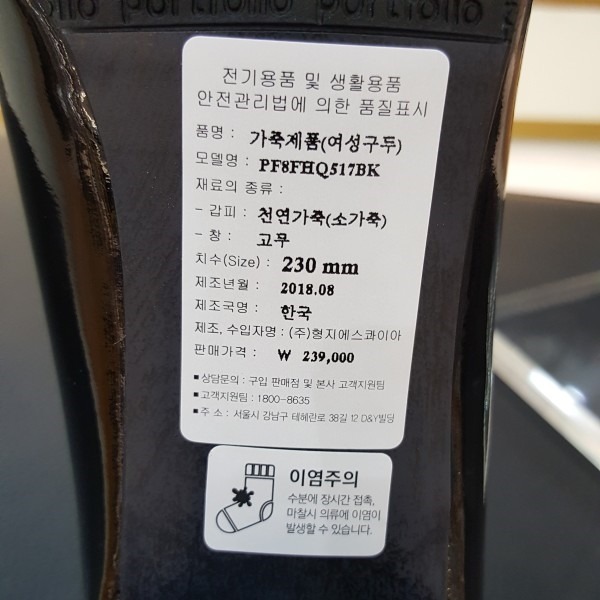 portfolio portfolio
전기용품 및 생활용품
안전관리법에 의한 품질표시
품명 : 가죽제품(여성구두)
모델명 : PF8FHQ517BK
재료의 종류 :
- 갑피 : 천연가죽(소가죽)
- 창 : 고무
치수(Size) : 230 mm
제조년월 : 2018.08
제조국명 : 한국
제조, 수입자명 : (주)형지에스콰이아
판매가격 : ₩ 239,000
■ 상담문의 : 구입 판매점 및 본사 고객지원팀
■ 고객지원팀 : 1800-8635
■ 주 소 : 서울시 강남구 테헤란로 38길 12 D&Y빌딩
이염주의
수분에 장시간 접촉,
마찰시 의류에 이염이
발생할 수 있습니다.